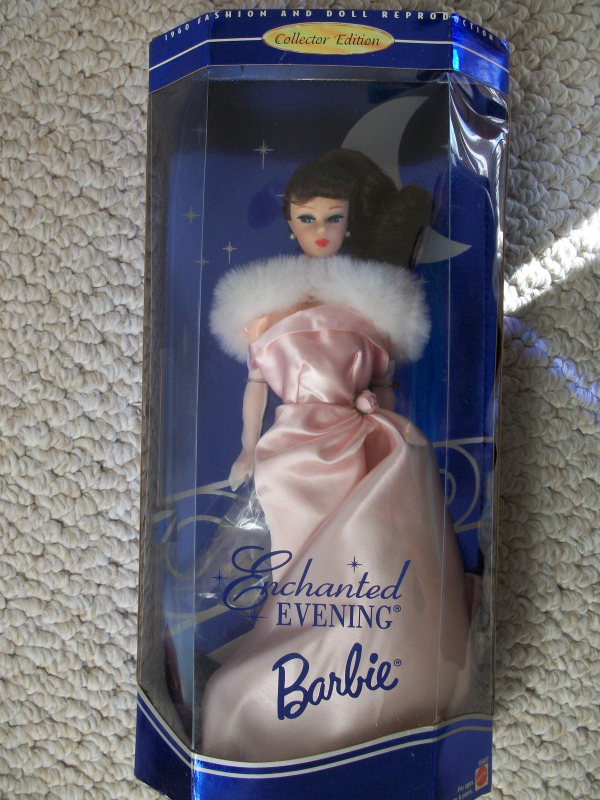 1960 FASHION AND DOLL REPRODUCTION
Collector Edition
Enchanted
EVENING®
Barbie®